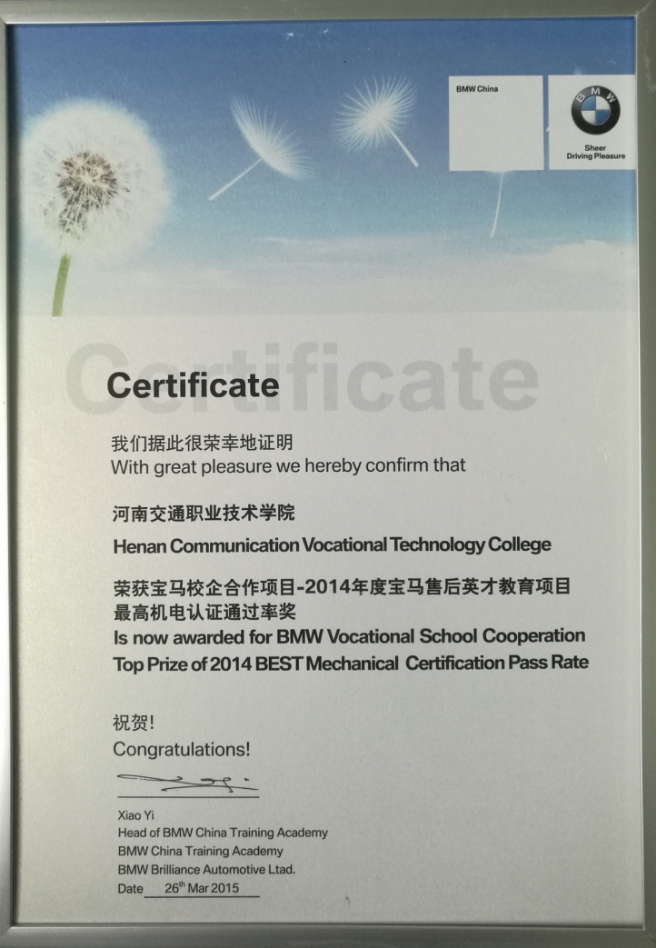 BMW China
BMW
Sheer
Driving Pleasure
Certificate
Certificate
我们据此很荣幸地证明
With great pleasure we hereby confirm that
河南交通职业技术学院
Henan Communication Vocational Technology College
荣获宝马校企合作项目-2014年度宝马售后英才教育项目
最高机电认证通过率奖
Is now awarded for BMW Vocational School Cooperation
Top Prize of 2014 BEST Mechanical Certification Pass Rate
祝贺!
Congratulations!
Xiao Yi
Head of BMW China Training Academy
BMW China Training Academy
BMW Brilliance Automotive Ltad.
Date 26th Mar 2015